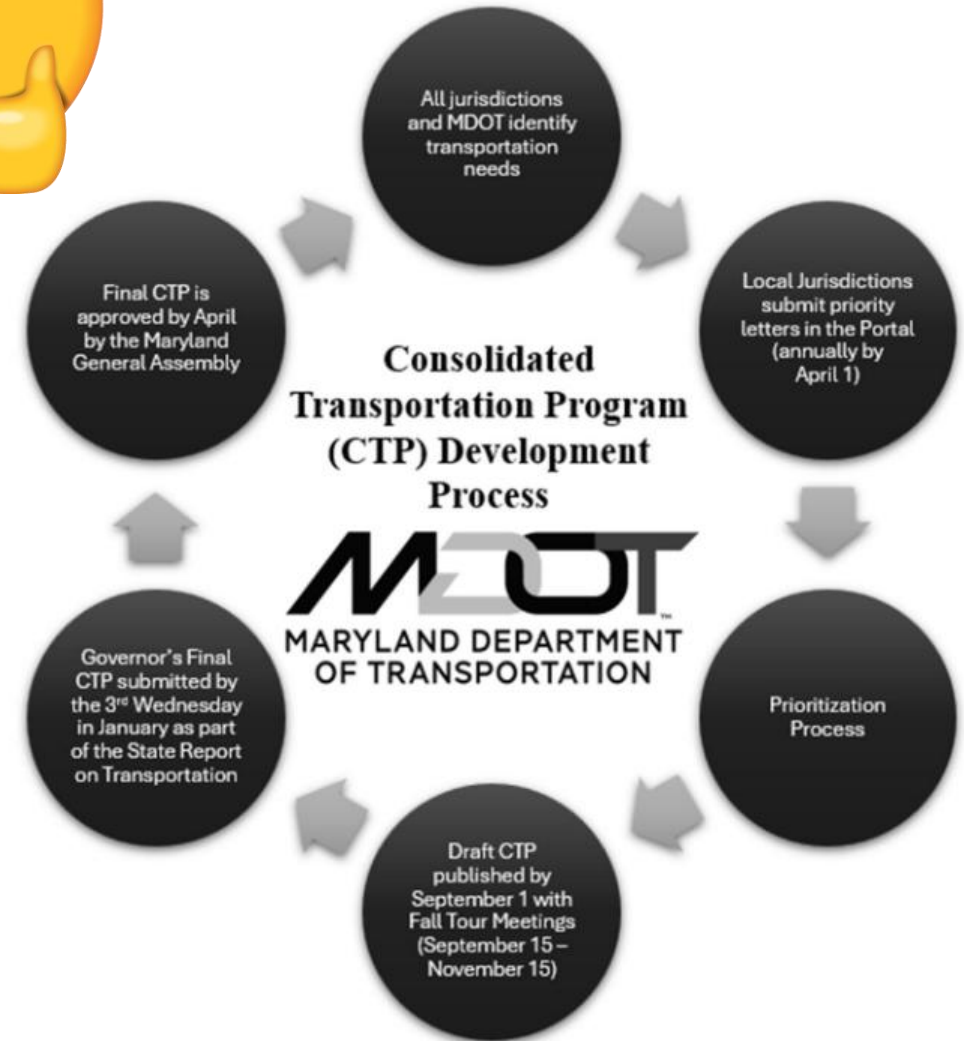 All jurisdictions
and MDOT identify
transportation
needs
Local Jurisdictions
submit priority
letters in the Portal
(annually by
April 1)
Prioritization
Process
Draft CTP
published by
September 1 with
Fall Tour Meetings
(September 15 –
November 15)
Governor's Final
CTP submitted by
the 3rd Wednesday
in January as part
of the State Report
on Transportation
Final CTP is
approved by April
by the Maryland
General Assembly
Consolidated
Transportation Program
(CTP) Development
Process
MDOT™
MARYLAND DEPARTMENT
OF TRANSPORTATION